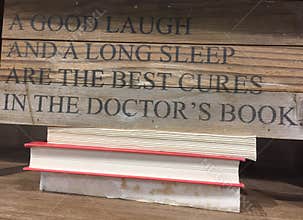 A GOOD LAUGH
AND A LONG SLEEP
ARE THE BEST CURES
IN THE DOCTOR'S BOOK